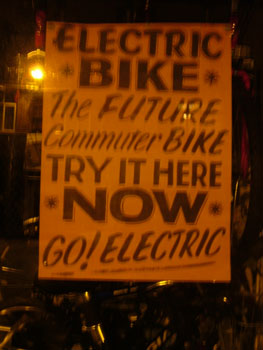 ELECTRIC
* BIKE *
The FUTURE
Commuter BIKE
TRY IT HERE
* NOW *
GO! ELECTRIC